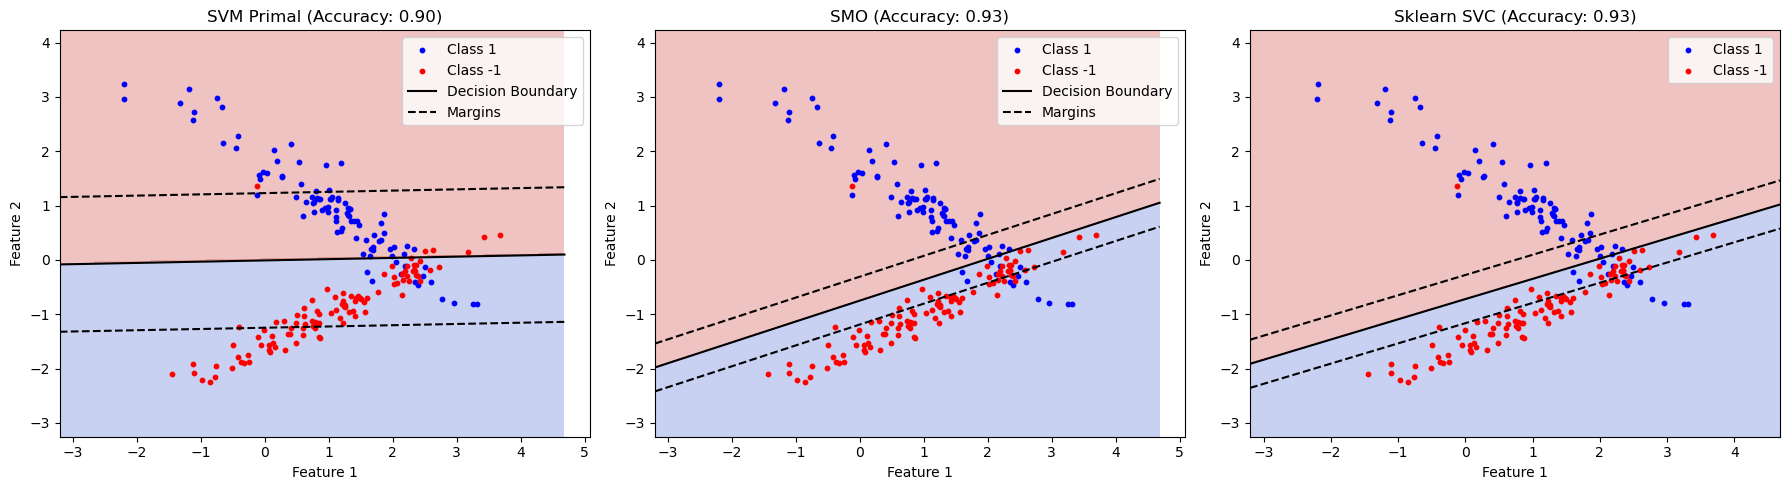 SVM Primal (Accuracy: 0.90)
Class 1
Class -1
Decision Boundary
Margins
4
3
2
1
0
−1
−2
−3
Feature 2
−3 −2 −1 0 1 2 3 4 5
Feature 1
SMO (Accuracy: 0.93)
Class 1
Class -1
Decision Boundary
Margins
4
3
2
1
0
−1
−2
−3
Feature 2
−3 −2 −1 0 1 2 3 4 5
Feature 1
Sklearn SVC (Accuracy: 0.93)
Class 1
Class -1
4
3
2
1
0
−1
−2
−3
Feature 2
−3 −2 −1 0 1 2 3 4
Feature 1